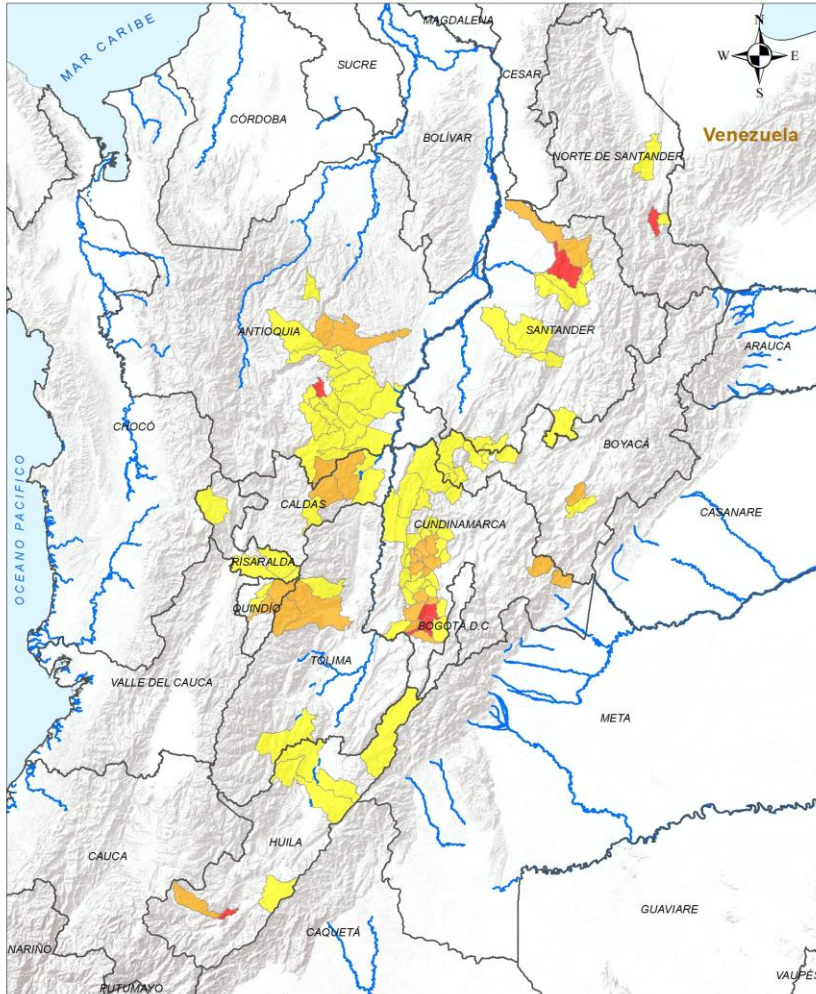 MAR CARIBE
MAGDALENA
N
W
E
S
SUCRE
CESAR
CÓRDOBA
BOLÍVAR
Venezuela
NORTE DE SANTANDER
ANTIOQUIA
SANTANDER
ARAUCA
CHOCÓ
BOYACÁ
CALDAS
CASANARE
CUNDINAMARCA
OCEANO PACIFICO
RISARALDA
QUINDÍO
BOGOTÁ, D.C
TOLIMA
VALLE DEL CAUCA
META
HUILA
CAUCA
GUAVIARE
CAQUETÁ
NARIÑO
VAUPÉS
PUTUMAYO